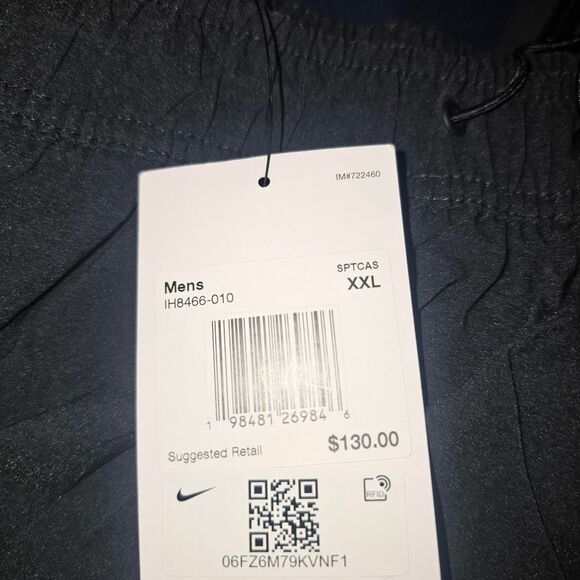 IM#722460
SPTCAS
Mens XXL
IH8466-010
1 98481 26984 6
Suggested Retail $130.00
RFID
06FZ6M79KVNF1